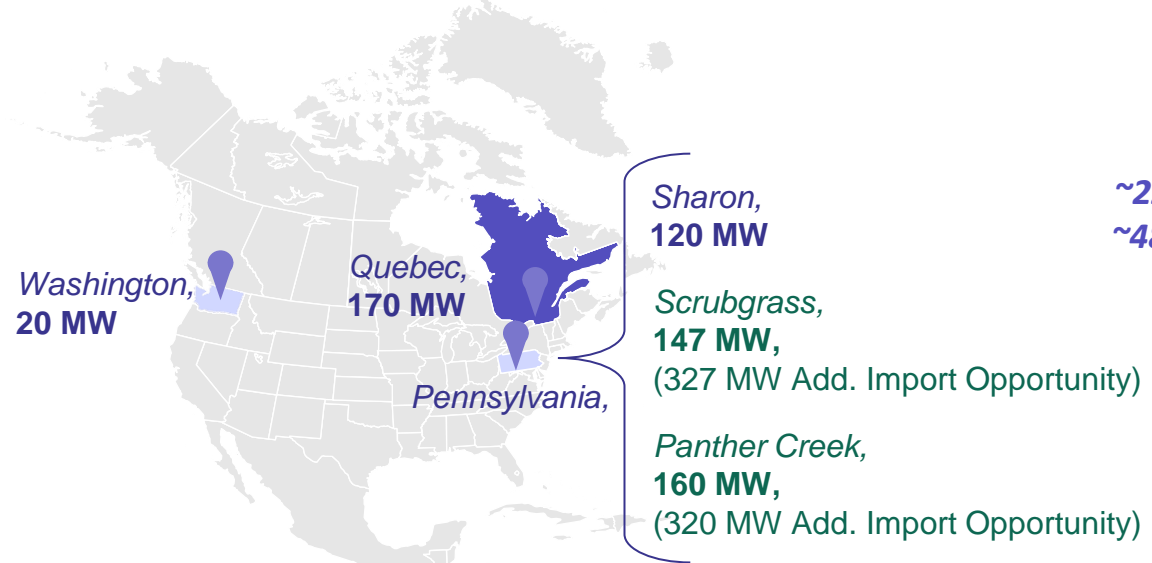 Washington,
20 MW
Quebec,
170 MW
Pennsylvania,
Sharon,
120 MW
Scrubgrass,
147 MW,
(327 MW Add. Import Opportunity)
Panther Creek,
160 MW,
(320 MW Add. Import Opportunity)